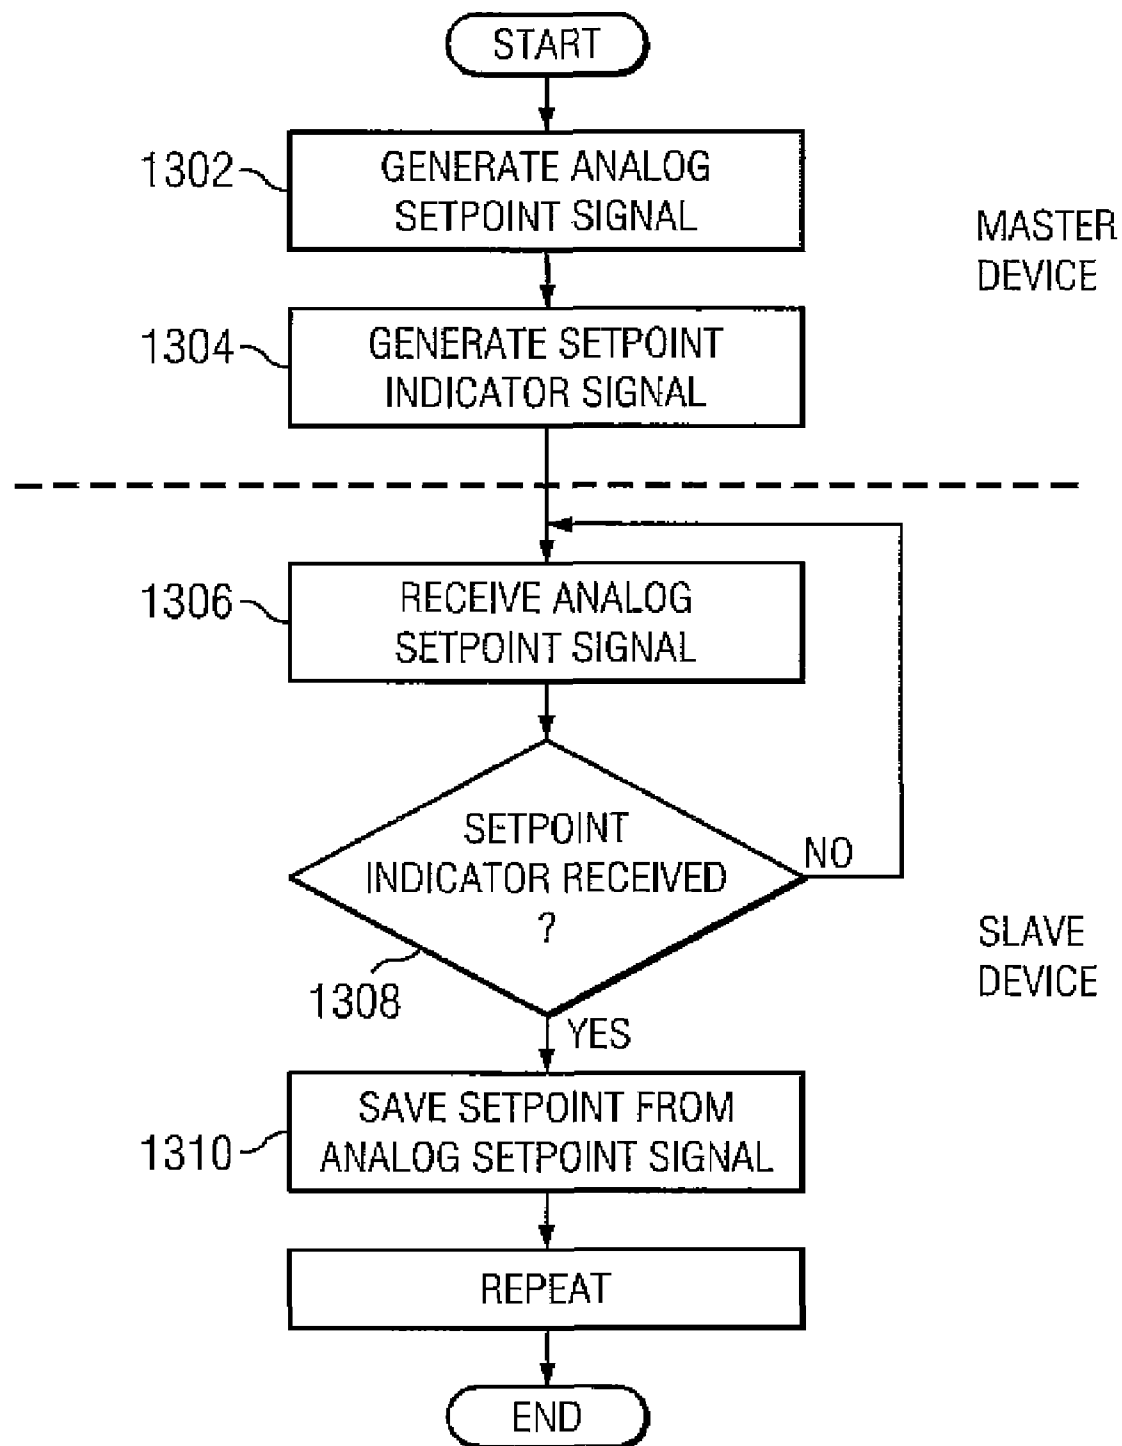 START
1302
GENERATE ANALOG
SETPOINT SIGNAL
MASTER
DEVICE
1304
GENERATE SETPOINT
INDICATOR SIGNAL
1306
RECEIVE ANALOG
SETPOINT SIGNAL
SETPOINT
INDICATOR RECEIVED
?
NO
1308
YES
SLAVE
DEVICE
1310
SAVE SETPOINT FROM
ANALOG SETPOINT SIGNAL
REPEAT
END